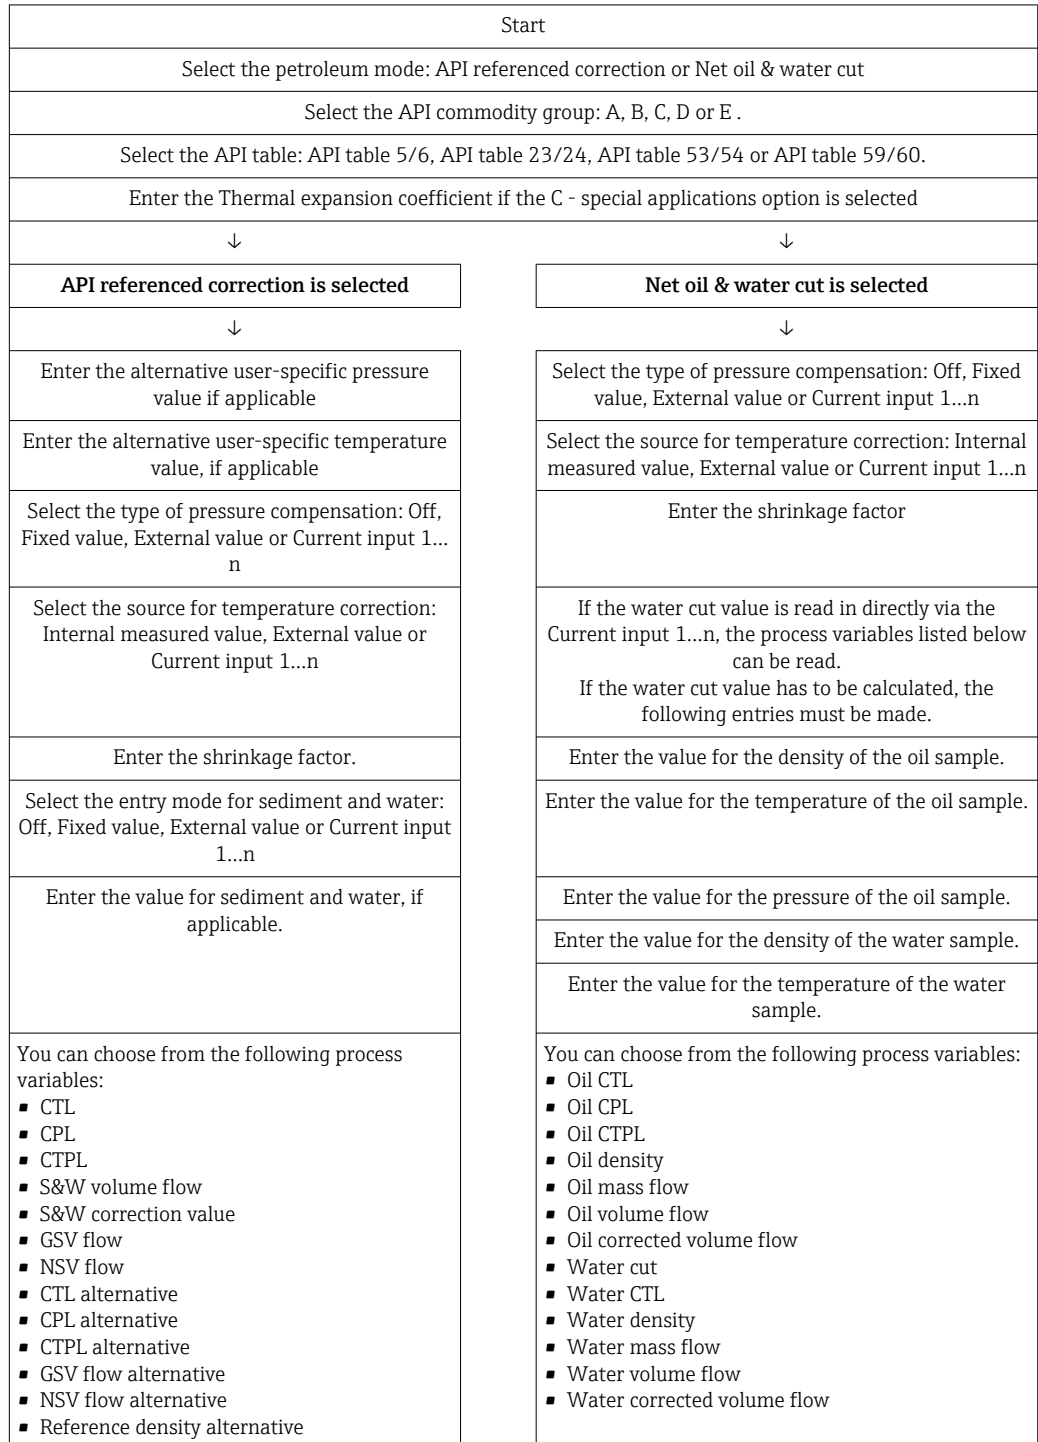 Start
Select the petroleum mode: API referenced correction or Net oil & water cut
Select the API commodity group: A, B, C, D or E .
Select the API table: API table 5/6, API table 23/24, API table 53/54 or API table 59/60.
Enter the Thermal expansion coefficient if the C - special applications option is selected
↓ ↓
API referenced correction is selected
Net oil & water cut is selected
↓ ↓
Enter the alternative user-specific pressure
value if applicable
Enter the alternative user-specific temperature
value, if applicable
Select the type of pressure compensation: Off,
Fixed value, External value or Current input 1...
n
Select the source for temperature correction:
Internal measured value, External value or
Current input 1...n
Enter the shrinkage factor.
Select the entry mode for sediment and water:
Off, Fixed value, External value or Current input
1...n
Enter the value for sediment and water, if
applicable.
You can choose from the following process
variables:
▪ CTL
▪ CPL
▪ CTPL
▪ S&W volume flow
▪ S&W correction value
▪ GSV flow
▪ NSV flow
▪ CTL alternative
▪ CPL alternative
▪ CTPL alternative
▪ GSV flow alternative
▪ NSV flow alternative
▪ Reference density alternative
Select the type of pressure compensation: Off, Fixed
value, External value or Current input 1...n
Select the source for temperature correction: Internal
measured value, External value or Current input 1...n
Enter the shrinkage factor
If the water cut value is read in directly via the
Current input 1...n, the process variables listed below
can be read.
If the water cut value has to be calculated, the
following entries must be made.
Enter the value for the density of the oil sample.
Enter the value for the temperature of the oil sample.
Enter the value for the pressure of the oil sample.
Enter the value for the density of the water sample.
Enter the value for the temperature of the water
sample.
You can choose from the following process variables:
▪ Oil CTL
▪ Oil CPL
▪ Oil CTPL
▪ Oil density
▪ Oil mass flow
▪ Oil volume flow
▪ Oil corrected volume flow
▪ Water cut
▪ Water CTL
▪ Water density
▪ Water mass flow
▪ Water volume flow
▪ Water corrected volume flow